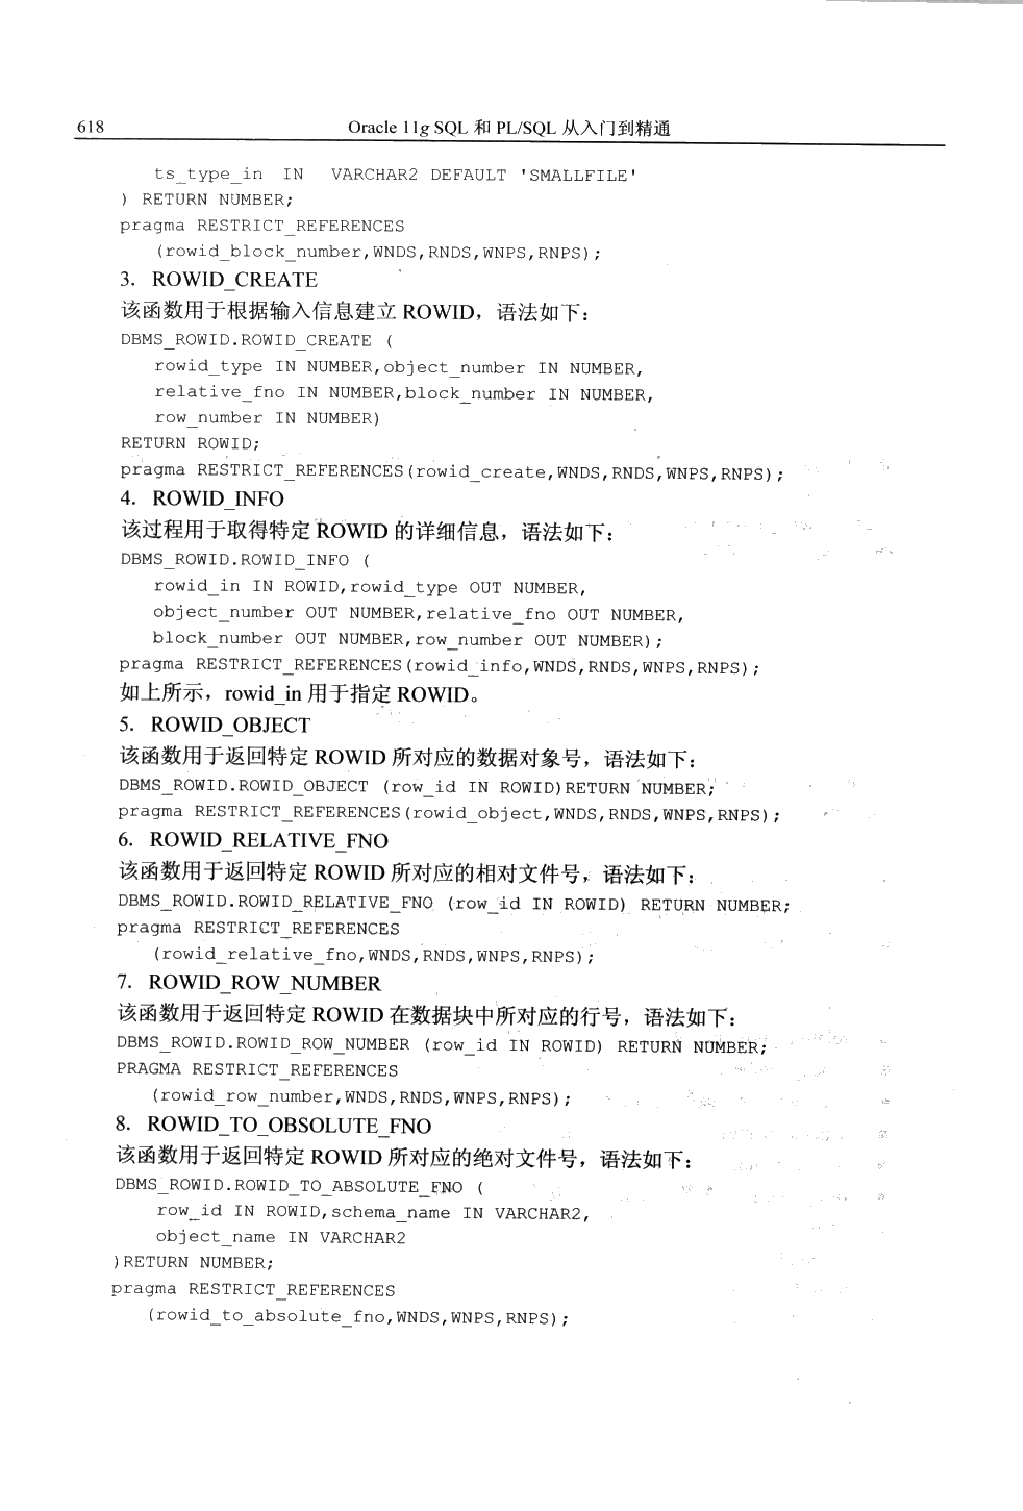 618
Oracle 11g SQL 和 PL/SQL 从入门到精通
ts_type_in IN VARCHAR2 DEFAULT 'SMALLFILE'
) RETURN NUMBER;
pragma RESTRICT_REFERENCES
(rowid_block_number,WNDS,RNDS,WNPS,RNPS);
3. ROWID_CREATE
该函数用于根据输入信息建立 ROWID，语法如下：
DBMS_ROWID.ROWID_CREATE (
rowid_type IN NUMBER,object_number IN NUMBER,
relative_fno IN NUMBER,block_number IN NUMBER,
row_number IN NUMBER)
RETURN ROWID;
pragma RESTRICT_REFERENCES(rowid_create,WNDS,RNDS,WNPS,RNPS);
4. ROWID_INFO
该过程用于取得特定 ROWID 的详细信息，语法如下：
DBMS_ROWID.ROWID_INFO (
rowid_in IN ROWID,rowid_type OUT NUMBER,
object_number OUT NUMBER,relative_fno OUT NUMBER,
block_number OUT NUMBER,row_number OUT NUMBER);
pragma RESTRICT_REFERENCES(rowid_info,WNDS,RNDS,WNPS,RNPS);
如上所示，rowid_in 用于指定 ROWID。
5. ROWID_OBJECT
该函数用于返回特定 ROWID 所对应的数据对象号，语法如下：
DBMS_ROWID.ROWID_OBJECT (row_id IN ROWID)RETURN NUMBER;
pragma RESTRICT_REFERENCES(rowid_object,WNDS,RNDS,WNPS,RNPS);
6. ROWID_RELATIVE_FNO
该函数用于返回特定 ROWID 所对应的相对文件号，语法如下：
DBMS_ROWID.ROWID_RELATIVE_FNO (row_id IN ROWID) RETURN NUMBER;
pragma RESTRICT_REFERENCES
(rowid_relative_fno,WNDS,RNDS,WNPS,RNPS);
7. ROWID_ROW_NUMBER
该函数用于返回特定 ROWID 在数据块中所对应的行号，语法如下：
DBMS_ROWID.ROWID_ROW_NUMBER (row_id IN ROWID) RETURN NUMBER;
PRAGMA RESTRICT_REFERENCES
(rowid_row_number,WNDS,RNDS,WNPS,RNPS);
8. ROWID_TO_OBSOLUTE_FNO
该函数用于返回特定 ROWID 所对应的绝对文件号，语法如下：
DBMS_ROWID.ROWID_TO_ABSOLUTE_FNO (
row_id IN ROWID,schema_name IN VARCHAR2,
object_name IN VARCHAR2
)RETURN NUMBER;
pragma RESTRICT_REFERENCES
(rowid_to_absolute_fno,WNDS,WNPS,RNPS);